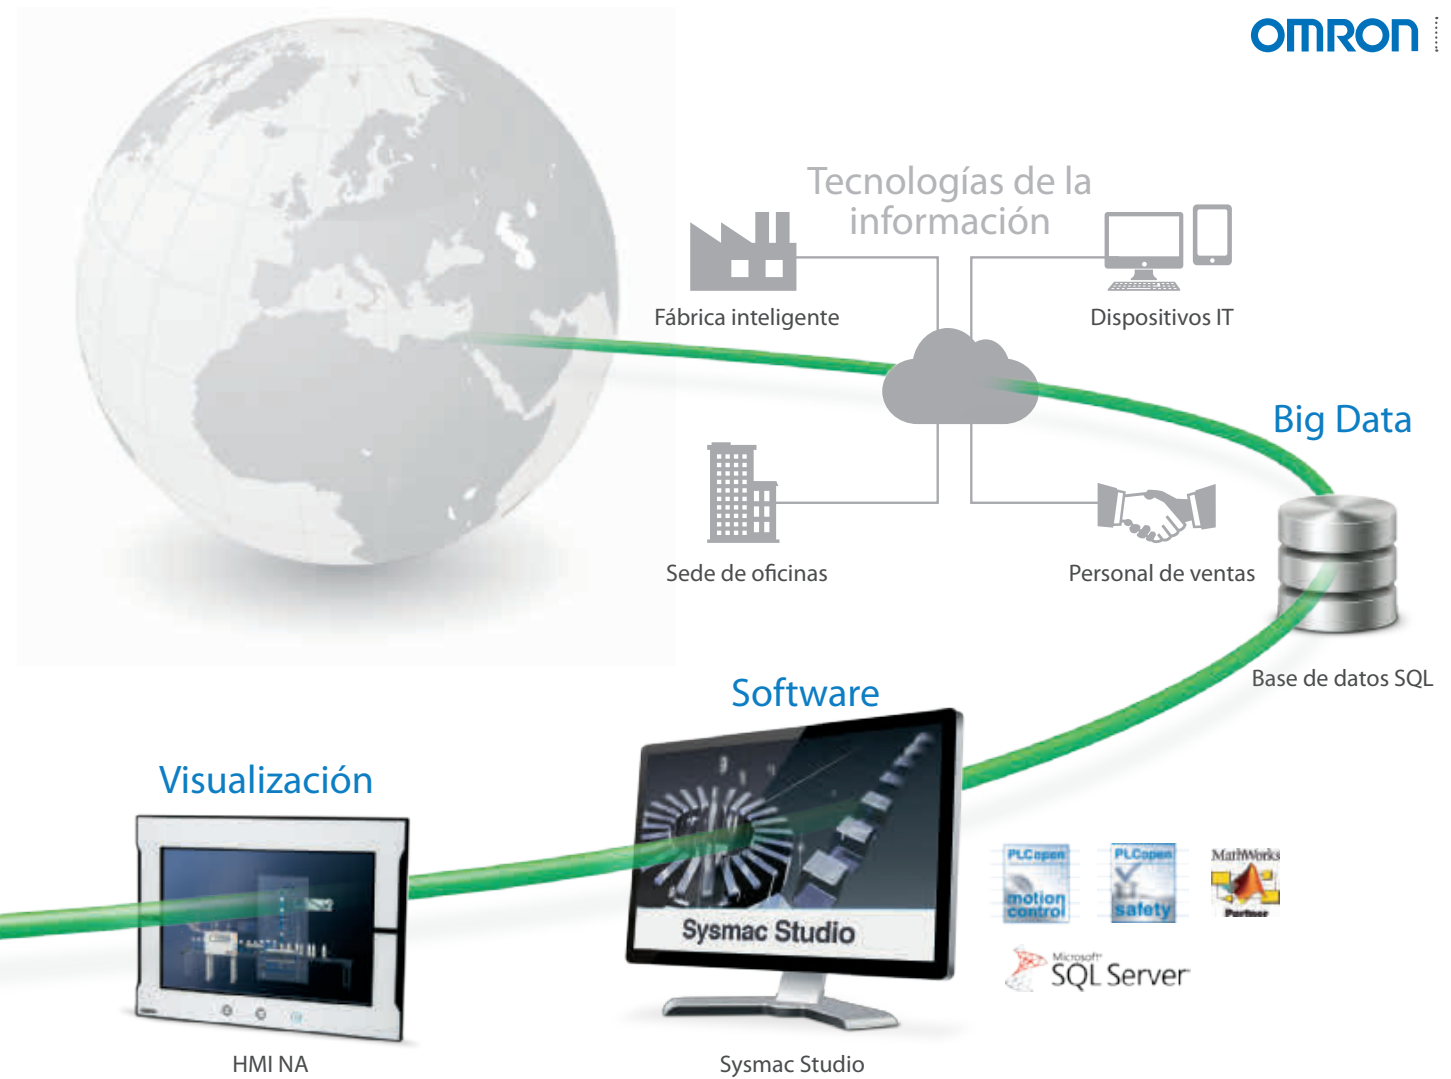 OMRON
Tecnologías de la
información
Fábrica inteligente
Dispositivos IT
Big Data
Sede de oficinas
Personal de ventas
Base de datos SQL
Software
Visualización
PLCopen
motion
control
PLCopen
safety
MathWorks
Partner
Sysmac Studio
Microsoft
SQL Server
HMI NA
Sysmac Studio